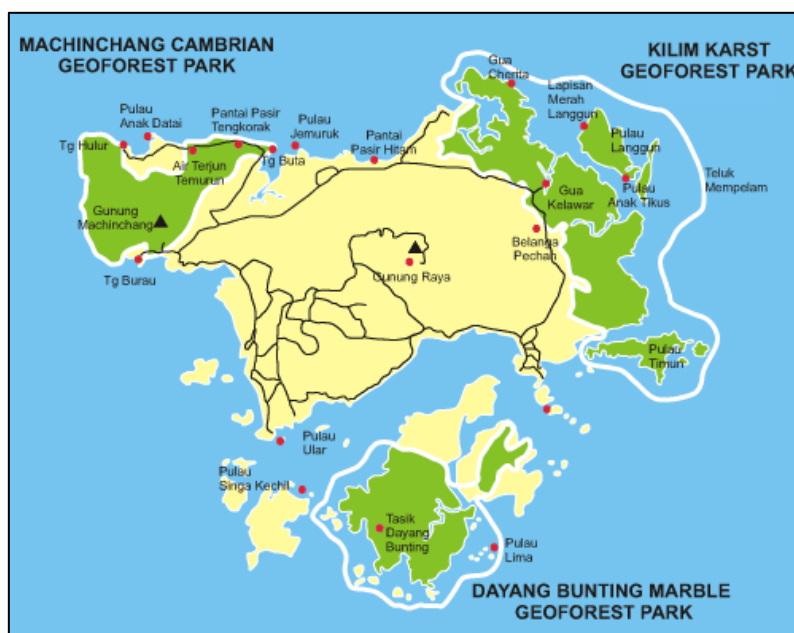 MACHINCHANG CAMBRIAN
GEOFOREST PARK
KILIM KARST
GEOFOREST PARK
Gua
Cherita
Lapisan
Merah
Langgun
Pulau
Anak Datai
Pantai Pasir
Tengkorak
Pulau
Jemuruk
Pantai
Pasir Hitam
Tg Hulur
Air Terjun
Temurun
Tg Buta
Pulau
Langgun
Teluk
Mempelam
Gua
Kelawar
Pulau
Anak Tikus
Gunung
Machinchang
Belanga
Pechah
Tg Burau
Gunung Raya
Pulau
Timun
Pulau
Ular
Pulau
Singa Kechil
Tasik
Dayang
Bunting
Pulau
Lima
DAYANG BUNTING MARBLE
GEOFOREST PARK